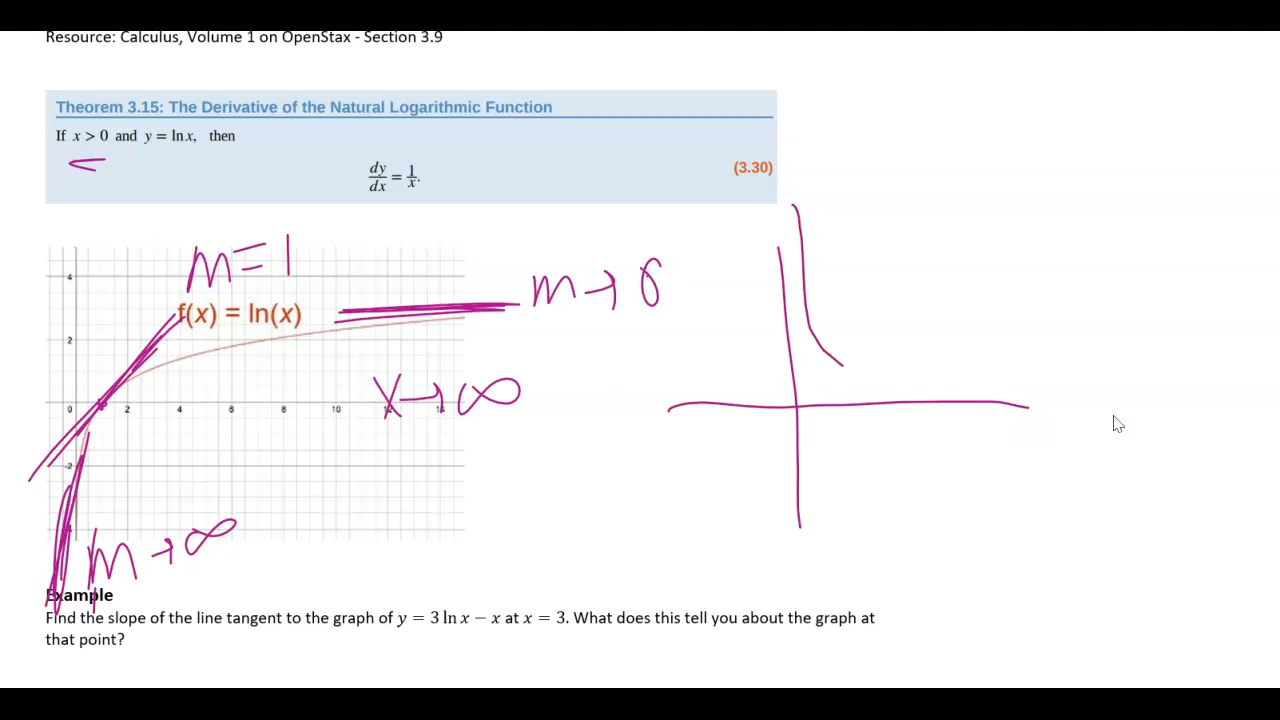 Resource: Calculus, Volume 1 on OpenStax - Section 3.9
Theorem 3.15: The Derivative of the Natural Logarithmic Function
If x > 0 and y = ln x, then
dy/dx = 1/x. (3.30)
m = 1
4
f(x) = ln(x)
m → 0
2
x → ∞
0 2 4 6 8 10 12 14
-2
m → ∞
Example
Find the slope of the line tangent to the graph of y = 3 ln x − x at x = 3. What does this tell you about the graph at
that point?